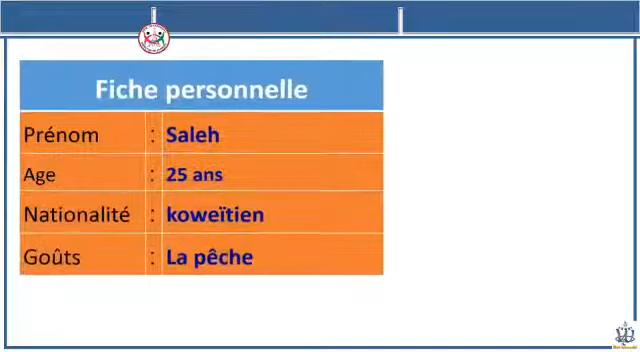 Fiche personnelle
Prénom : Saleh
Age : 25 ans
Nationalité : koweïtien
Goûts : La pêche